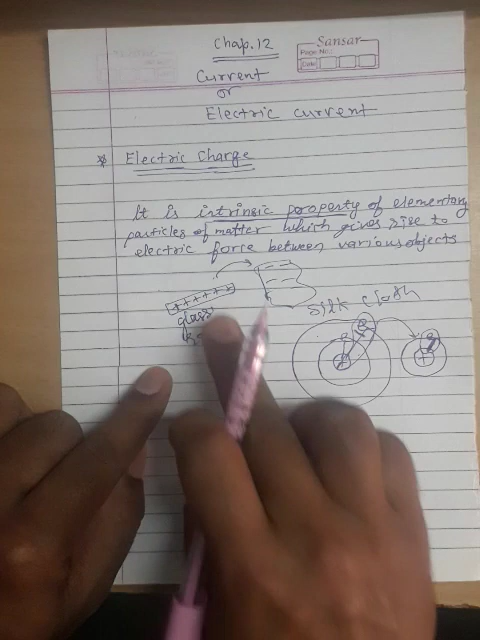 Chap.12
Sansar
Page No.:
Date
Current
or
Electric current
* Electric Charge
It is intrinsic property of elementary
particles of matter which gives rise to
electric force between various objects
+ + + + + +
glass
silk cloth